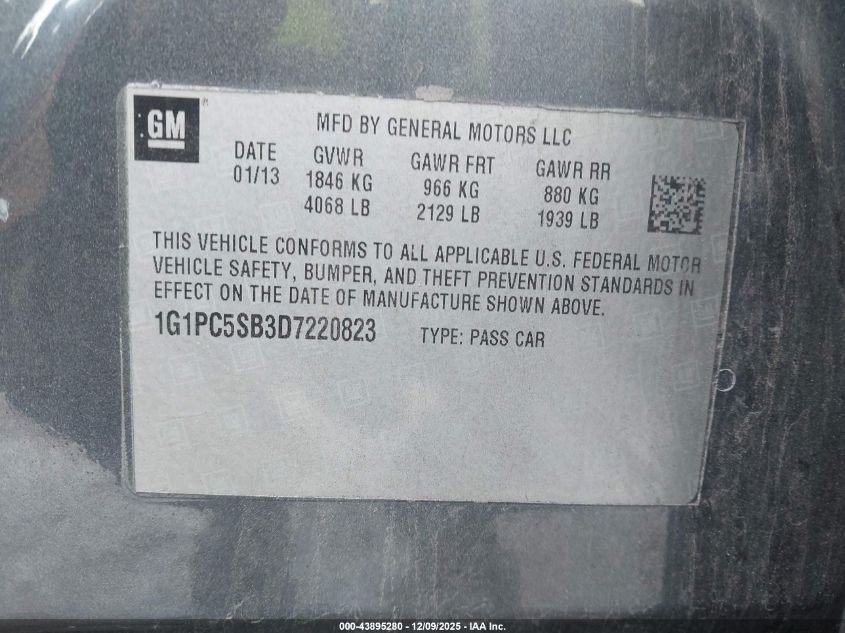 GM ®
MFD BY GENERAL MOTORS LLC
DATE GVWR GAWR FRT GAWR RR
01/13 1846 KG 966 KG 880 KG
4068 LB 2129 LB 1939 LB
THIS VEHICLE CONFORMS TO ALL APPLICABLE U.S. FEDERAL MOTOR
VEHICLE SAFETY, BUMPER, AND THEFT PREVENTION STANDARDS IN
EFFECT ON THE DATE OF MANUFACTURE SHOWN ABOVE.
1G1PC5SB3D7220823 TYPE: PASS CAR
000-43895280 - 12/09/2025 - IAA Inc.